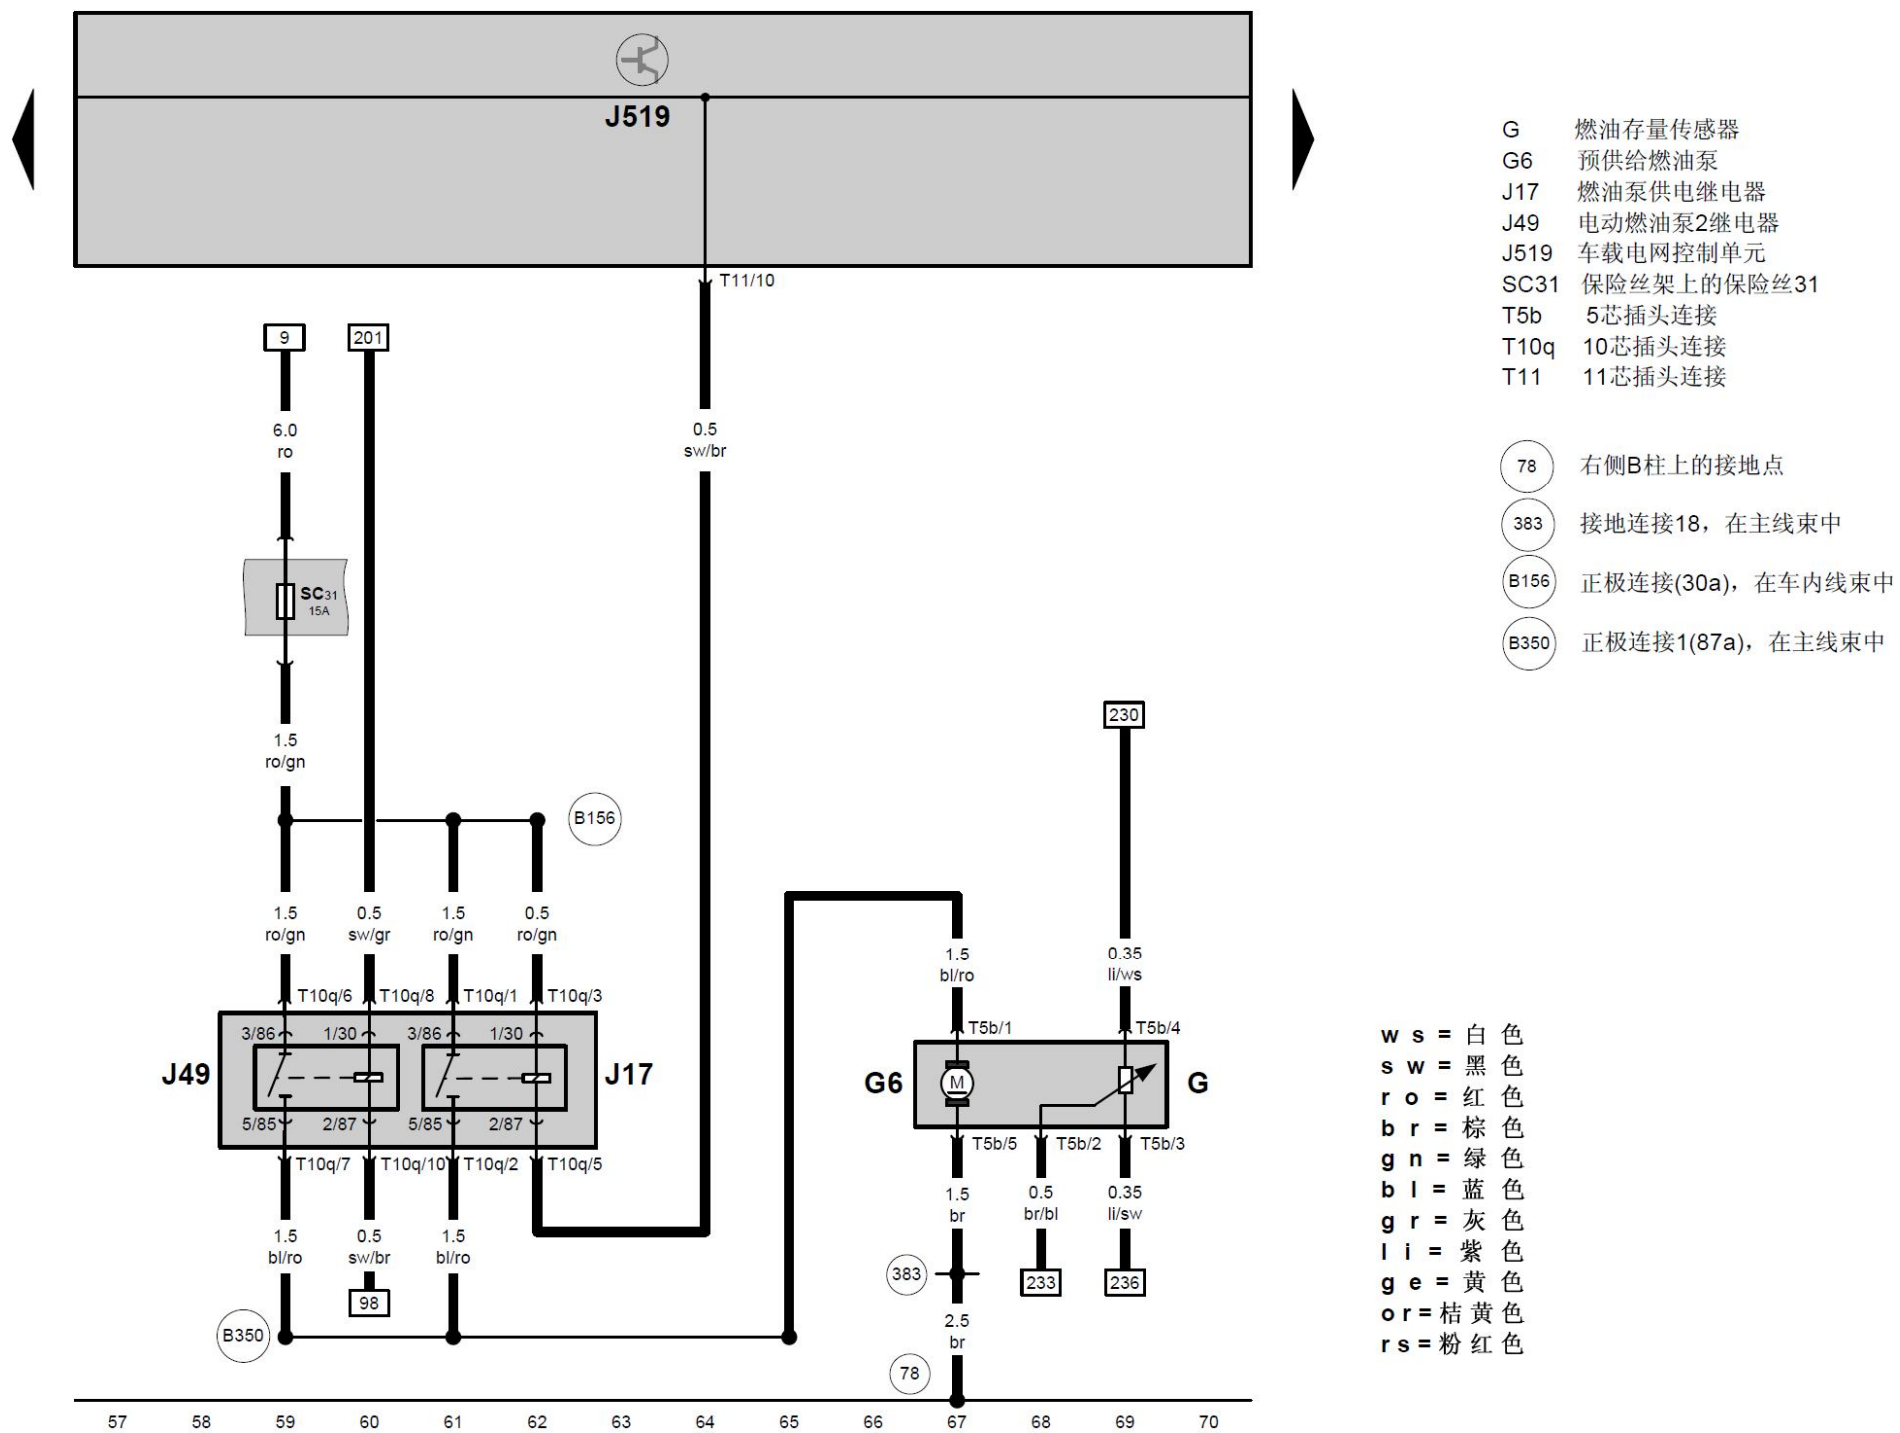 J519
T11/10
9
201
6.0
ro
0.5
sw/br
SC31
15A
1.5
ro/gn
B156
1.5
ro/gn
0.5
sw/gr
1.5
ro/gn
0.5
ro/gn
T10q/6
T10q/8
T10q/1
T10q/3
3/86
1/30
3/86
1/30
J49
J17
5/85
2/87
5/85
2/87
T10q/7
T10q/10
T10q/2
T10q/5
1.5
bl/ro
0.5
sw/br
1.5
bl/ro
98
B350
230
1.5
bl/ro
0.35
li/ws
T5b/1
T5b/4
G6
M
G
T5b/5
T5b/2
T5b/3
1.5
br
0.5
br/bl
0.35
li/sw
383
233
236
2.5
br
78
57 58 59 60 61 62 63 64 65 66 67 68 69 70
G 燃油存量传感器
G6 预供给燃油泵
J17 燃油泵供电继电器
J49 电动燃油泵2继电器
J519 车载电网控制单元
SC31 保险丝架上的保险丝31
T5b 5芯插头连接
T10q 10芯插头连接
T11 11芯插头连接
78 右侧B柱上的接地点
383 接地连接18，在主线束中
B156 正极连接(30a)，在车内线束中
B350 正极连接1(87a)，在主线束中
ws=白色
sw=黑色
ro=红色
br=棕色
gn=绿色
bl=蓝色
gr=灰色
li=紫色
ge=黄色
or=桔黄色
rs=粉红色